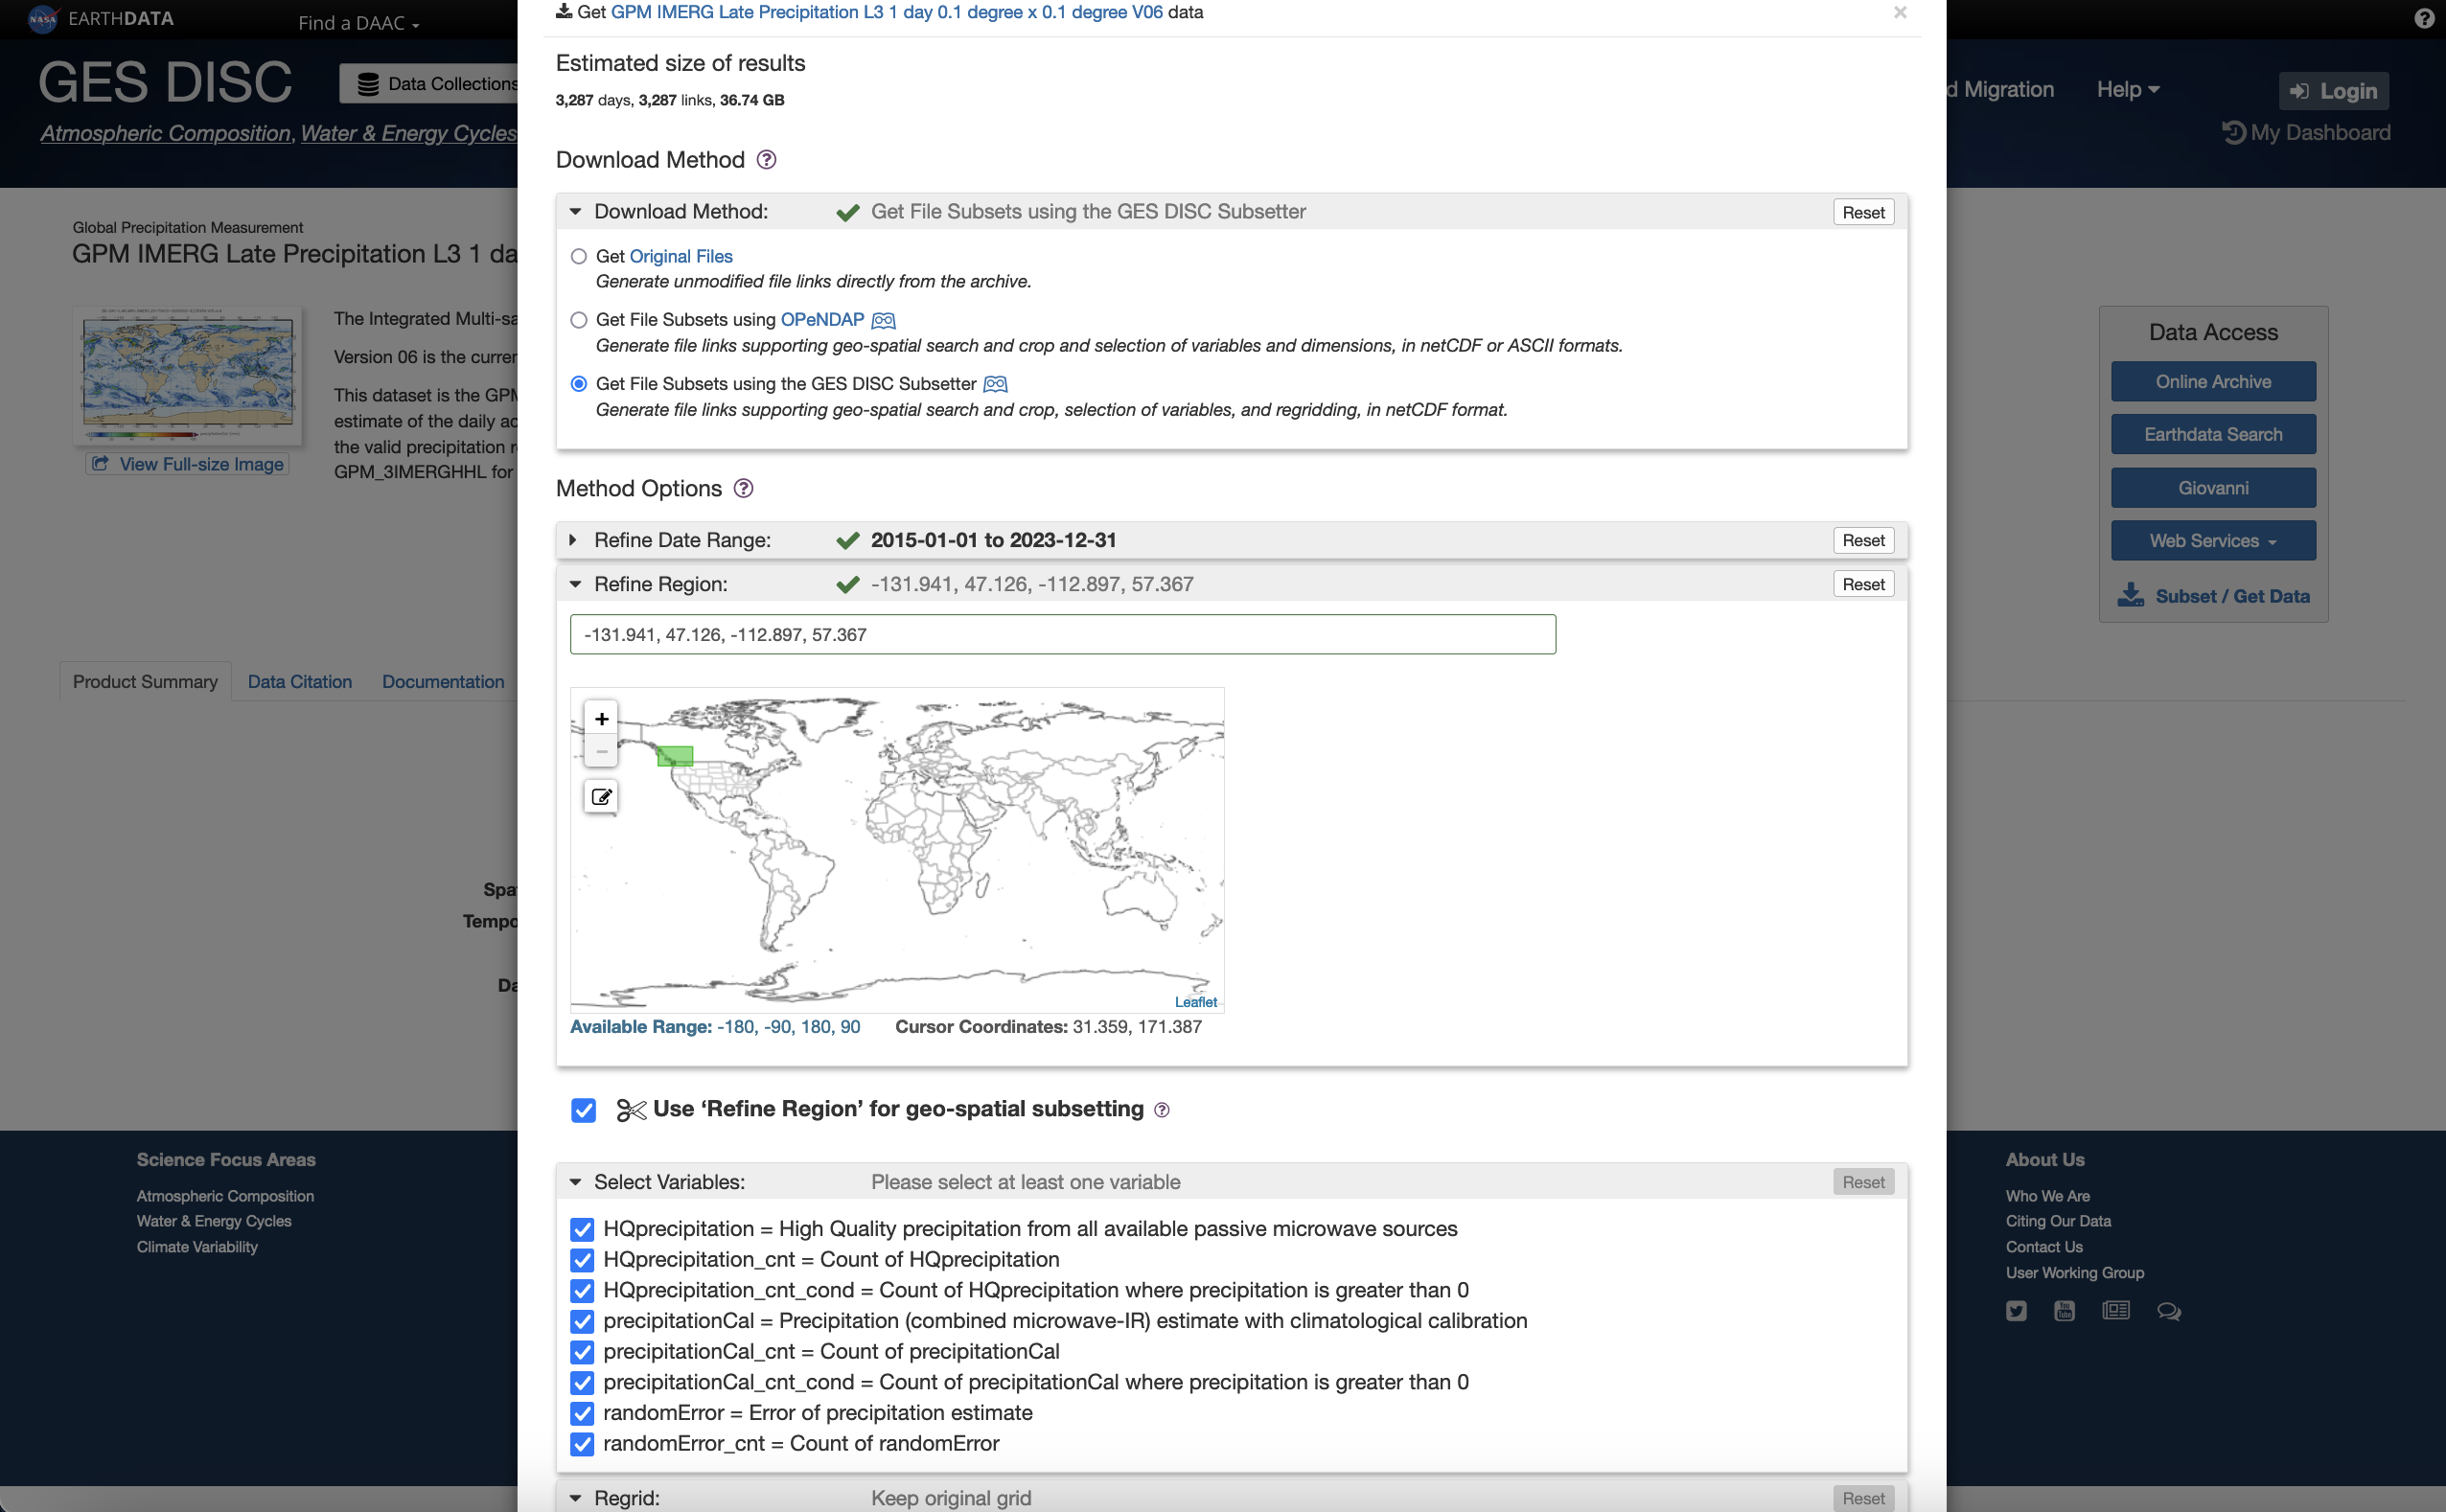 EARTHDATA
Find a DAAC
Get GPM IMERG Late Precipitation L3 1 day 0.1 degree x 0.1 degree V06 data
×
GES DISC
Data Collections
Atmospheric Composition, Water & Energy Cycles
d Migration
Help
Login
My Dashboard
Estimated size of results
3,287 days, 3,287 links, 36.74 GB
Download Method
Download Method:
Get File Subsets using the GES DISC Subsetter
Reset
Get Original Files
Generate unmodified file links directly from the archive.
Get File Subsets using OPeNDAP
Generate file links supporting geo-spatial search and crop and selection of variables and dimensions, in netCDF or ASCII formats.
Get File Subsets using the GES DISC Subsetter
Generate file links supporting geo-spatial search and crop, selection of variables, and regridding, in netCDF format.
Global Precipitation Measurement
GPM IMERG Late Precipitation L3 1 da
The Integrated Multi-sa
Version 06 is the curren
This dataset is the GPM
estimate of the daily ac
the valid precipitation r
GPM_3IMERGHHL for
View Full-size Image
Data Access
Online Archive
Earthdata Search
Giovanni
Web Services
Subset / Get Data
Method Options
Refine Date Range:
2015-01-01 to 2023-12-31
Reset
Refine Region:
-131.941, 47.126, -112.897, 57.367
Reset
-131.941, 47.126, -112.897, 57.367
+
−
Leaflet
Available Range: -180, -90, 180, 90
Cursor Coordinates: 31.359, 171.387
Product Summary
Data Citation
Documentation
Spa
Tempo
Da
Use ‘Refine Region’ for geo-spatial subsetting
Select Variables:
Please select at least one variable
Reset
HQprecipitation = High Quality precipitation from all available passive microwave sources
HQprecipitation_cnt = Count of HQprecipitation
HQprecipitation_cnt_cond = Count of HQprecipitation where precipitation is greater than 0
precipitationCal = Precipitation (combined microwave-IR) estimate with climatological calibration
precipitationCal_cnt = Count of precipitationCal
precipitationCal_cnt_cond = Count of precipitationCal where precipitation is greater than 0
randomError = Error of precipitation estimate
randomError_cnt = Count of randomError
Regrid:
Keep original grid
Reset
Science Focus Areas
Atmospheric Composition
Water & Energy Cycles
Climate Variability
About Us
Who We Are
Citing Our Data
Contact Us
User Working Group